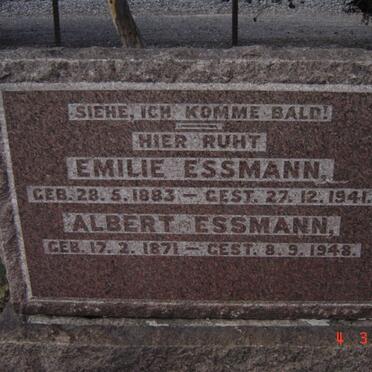 SIEHE, ICH KOMME BALD!
HIER RUHT
EMILIE ESSMANN,
GEB. 28. 5. 1883 — GEST. 27. 12. 1941.
ALBERT ESSMANN,
GEB. 17. 2. 1871 — GEST. 8. 9. 1948.
4 3